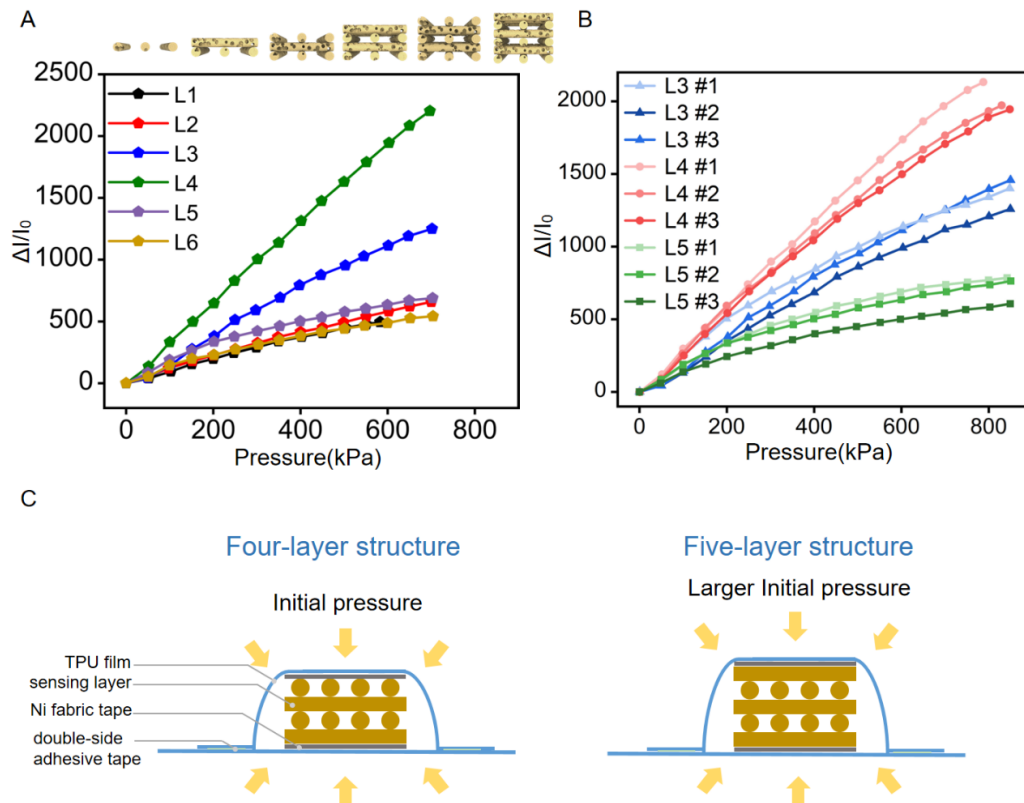 A
B
2500
2000
1500
1000
500
0
ΔI/I₀
L1
L2
L3
L4
L5
L6
0
200
400
600
800
Pressure(kPa)
2000
1500
1000
500
0
ΔI/I₀
L3 #1
L3 #2
L3 #3
L4 #1
L4 #2
L4 #3
L5 #1
L5 #2
L5 #3
0
200
400
600
800
Pressure(kPa)
C
Four-layer structure
Initial pressure
TPU film
sensing layer
Ni fabric tape
double-side
adhesive tape
Five-layer structure
Larger Initial pressure